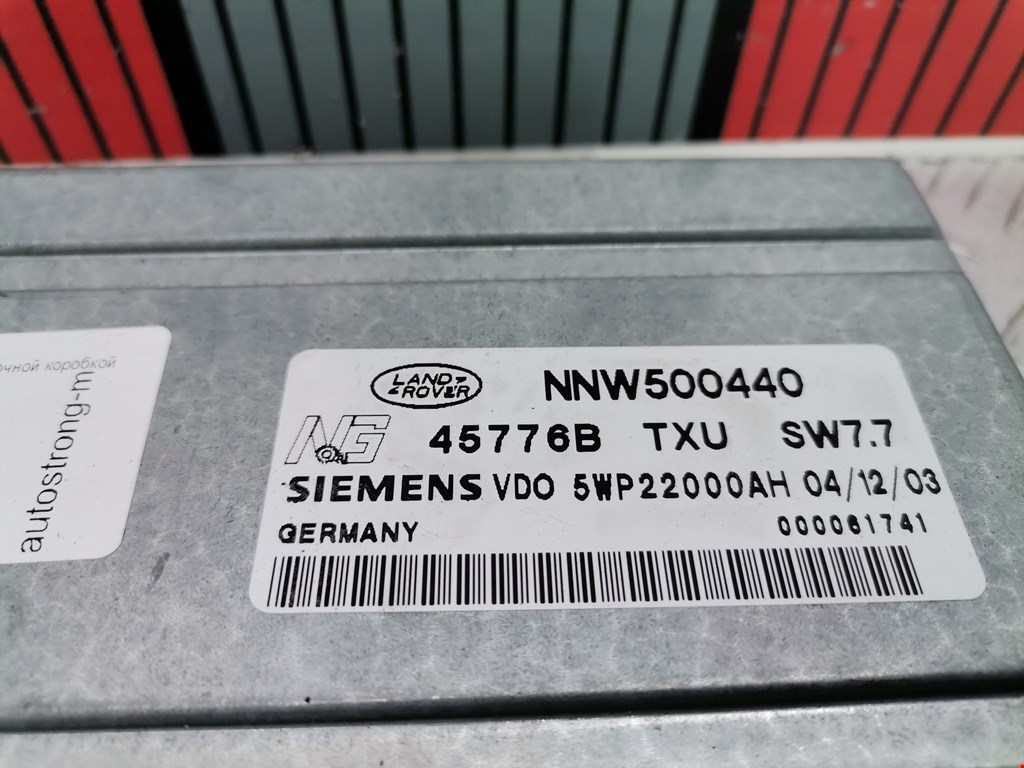 очной коробкой
autostrong-m
LAND
ROVER
NNW500440
NG
45776B TXU SW7.7
SIEMENS VDO 5WP22000AH 04/12/03
GERMANY
000061741